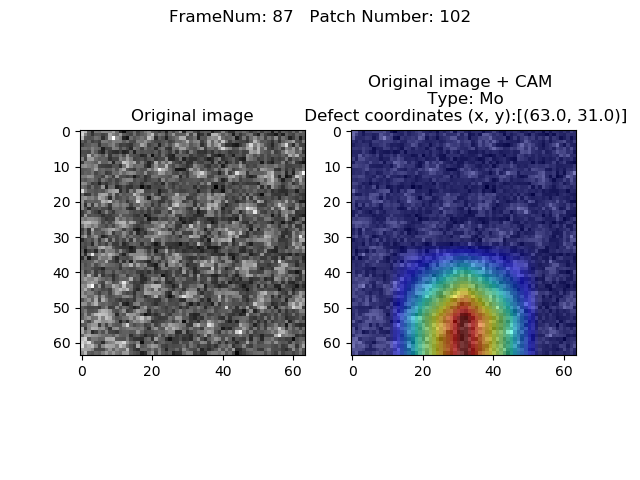 FrameNum: 87   Patch Number: 102
Original image
Original image + CAM
Type: Mo
Defect coordinates (x, y):[(63.0, 31.0)]
0
10
20
30
40
50
60
0 20 40 60
0
10
20
30
40
50
60
0 20 40 60